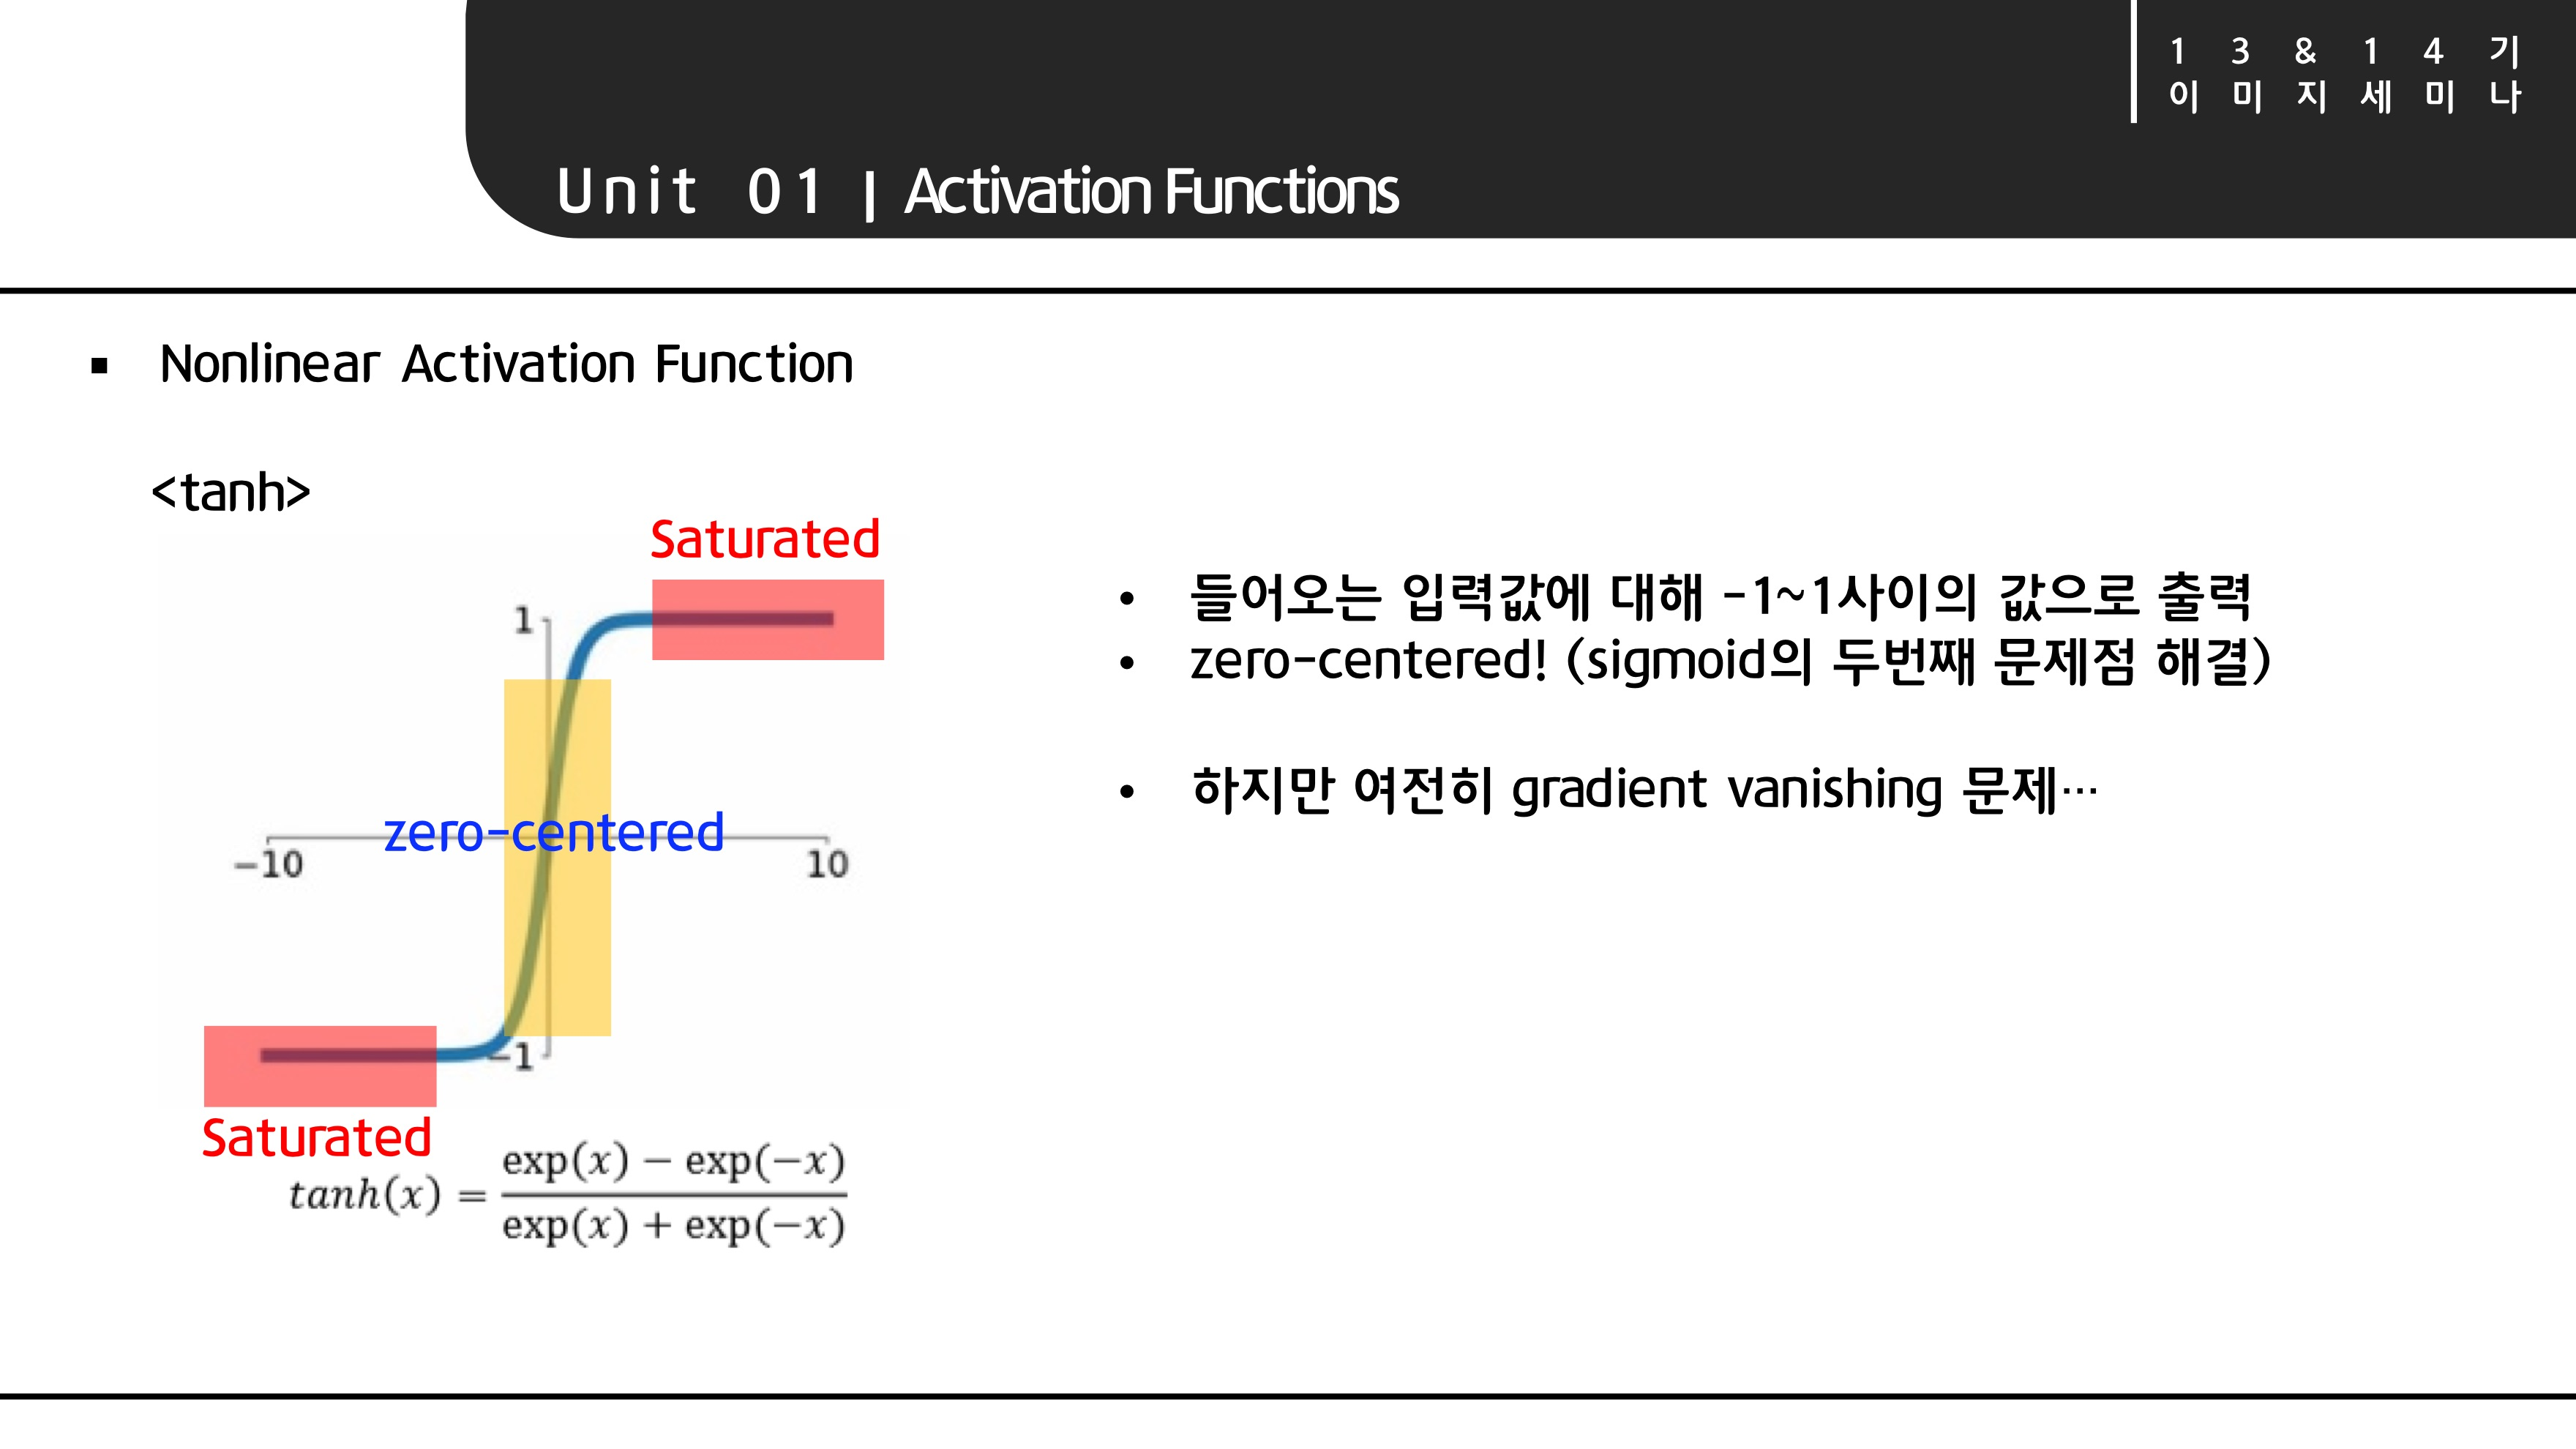 1 3 & 1 4 기
이 미 지 세 미 나
Unit 01 | Activation Functions
▪ Nonlinear Activation Function
<tanh>
Saturated
1
zero-centered
-10
10
-1
Saturated
tanh(x) = (exp(x) − exp(−x)) / (exp(x) + exp(−x))
• 들어오는 입력값에 대해 -1~1사이의 값으로 출력
• zero-centered! (sigmoid의 두번째 문제점 해결)
• 하지만 여전히 gradient vanishing 문제…